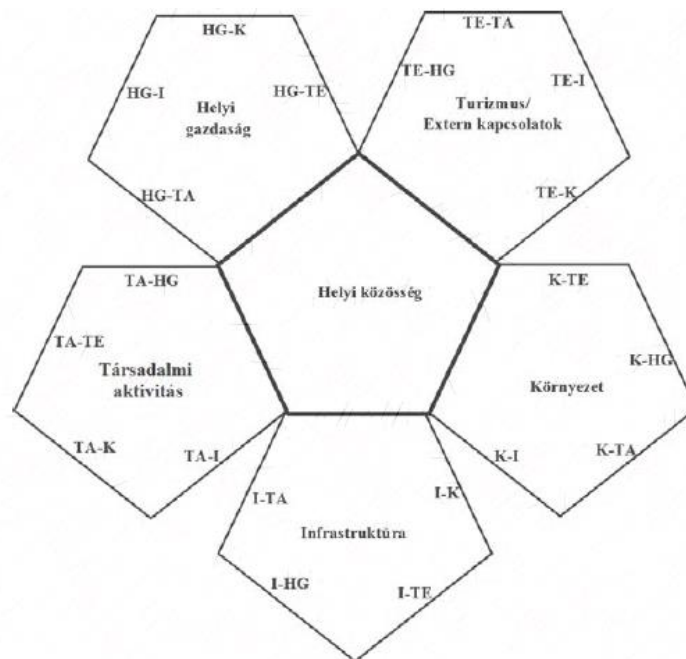 HG-K
HG-I
HG-TE
Helyi
gazdaság
HG-TA
TE-TA
TE-HG
TE-I
Turizmus/
Extern kapcsolatok
TE-K
Helyi közösség
TA-HG
TA-TE
Társadalmi
aktivitás
TA-K
TA-I
K-TE
K-HG
Környezet
K-I
K-TA
I-TA
I-K
Infrastruktúra
I-HG
I-TE